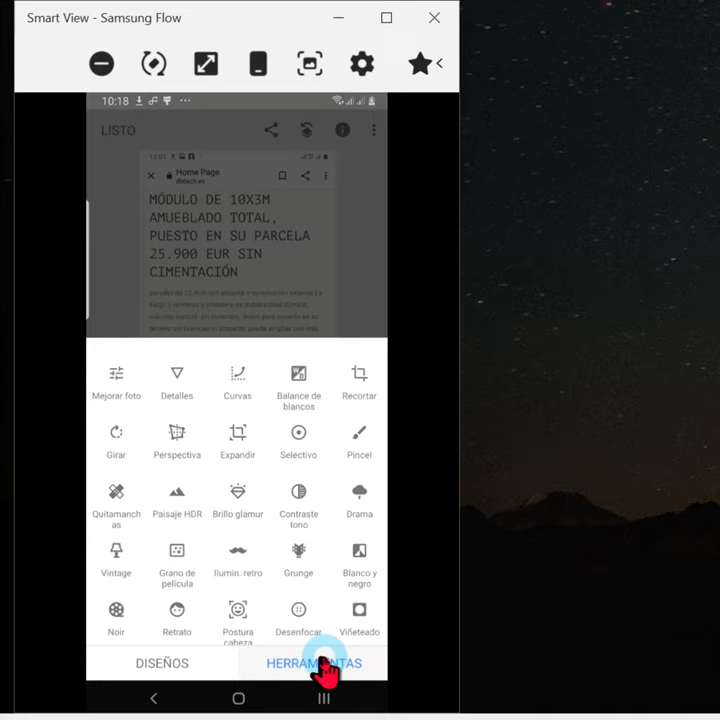 Smart View - Samsung Flow
10:18
LISTO
13:01
Home Page
MÓDULO DE 10X3M
AMUEBLADO TOTAL,
PUESTO EN SU PARCELA
25.900 EUR SIN
CIMENTACIÓN
Mejorar foto
Detalles
Curvas
Balance de
blancos
Recortar
Girar
Perspectiva
Expandir
Selectivo
Pincel
Quitamanch
as
Paisaje HDR
Brillo glamur
Contraste
tono
Drama
Vintage
Grano de
película
Ilumin. retro
Grunge
Blanco y
negro
Noir
Retrato
Postura
cabeza
Desenfocar
Viñeteado
DISEÑOS
HERRAMIENTAS